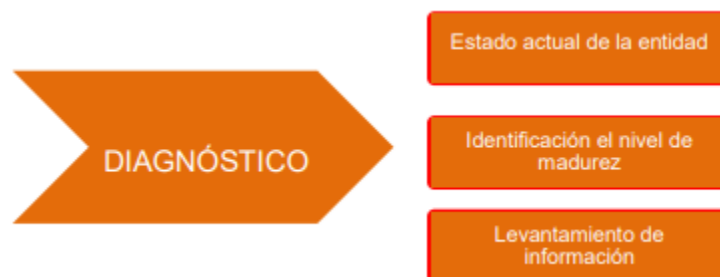 DIAGNÓSTICO
Estado actual de la entidad
Identificación el nivel de
madurez
Levantamiento de
información